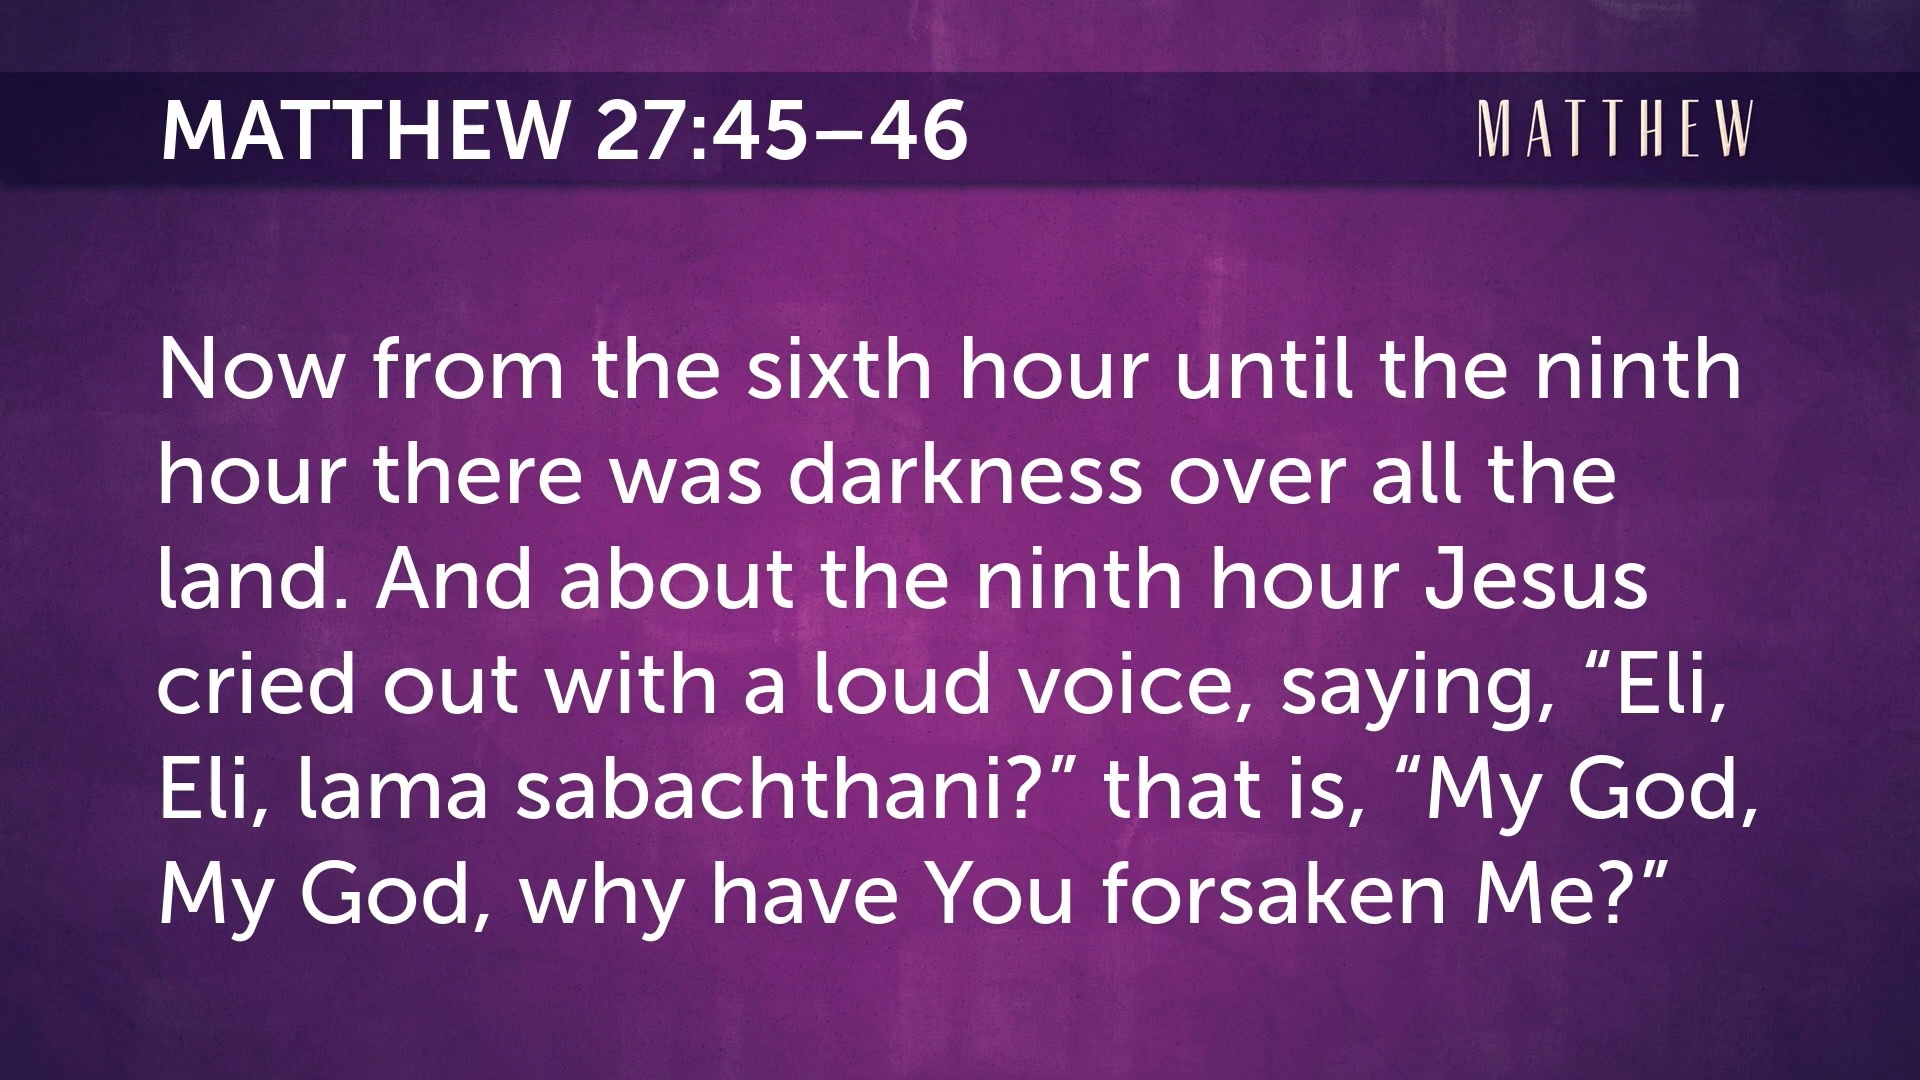 MATTHEW 27:45–46
MATTHEW
Now from the sixth hour until the ninth
hour there was darkness over all the
land. And about the ninth hour Jesus
cried out with a loud voice, saying, “Eli,
Eli, lama sabachthani?” that is, “My God,
My God, why have You forsaken Me?”